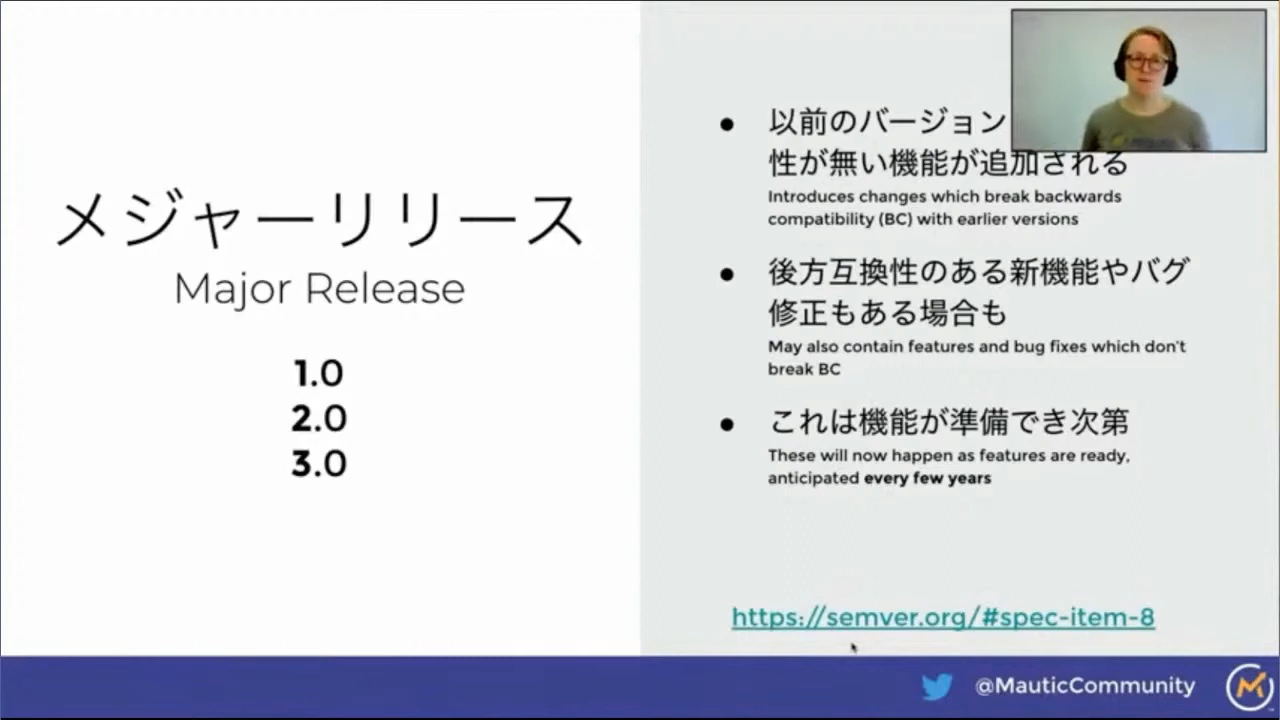 メジャーリリース
Major Release
1.0
2.0
3.0
● 以前のバージョン
性が無い機能が追加される
Introduces changes which break backwards
compatibility (BC) with earlier versions
● 後方互換性のある新機能やバグ
修正もある場合も
May also contain features and bug fixes which don't
break BC
● これは機能が準備でき次第
These will now happen as features are ready,
anticipated every few years
https://semver.org/#spec-item-8
@MauticCommunity